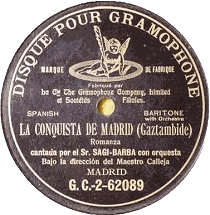 DISQUE POUR GRAMOPHONE
MARQUE DE FABRIQUE
Fabriqué par
The Gramophone Company, Limited
et Sociétés Filiales.
SPANISH
BARITONE
with Orchestra
LA CONQUISTA DE MADRID (Gaztambide)
Romanza
cantada por el Sr. SAGI-BARBA con orquesta
Bajo la dirección del Maestro Calleja
MADRID
G.C.-2-62089